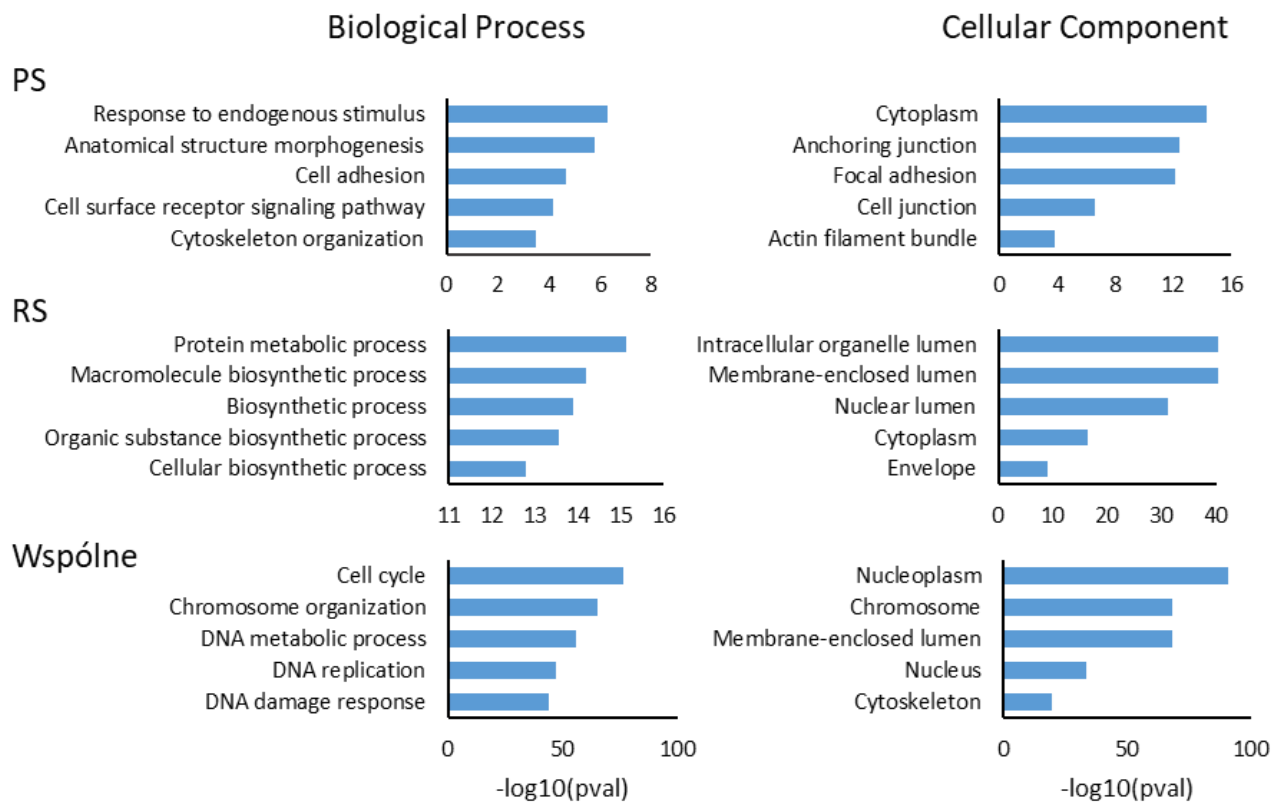 Biological Process
Cellular Component
PS
Response to endogenous stimulus
Anatomical structure morphogenesis
Cell adhesion
Cell surface receptor signaling pathway
Cytoskeleton organization
0 2 4 6 8
Cytoplasm
Anchoring junction
Focal adhesion
Cell junction
Actin filament bundle
0 4 8 12 16
RS
Protein metabolic process
Macromolecule biosynthetic process
Biosynthetic process
Organic substance biosynthetic process
Cellular biosynthetic process
11 12 13 14 15 16
Intracellular organelle lumen
Membrane-enclosed lumen
Nuclear lumen
Cytoplasm
Envelope
0 10 20 30 40
Wspólne
Cell cycle
Chromosome organization
DNA metabolic process
DNA replication
DNA damage response
0 50 100
-log10(pval)
Nucleoplasm
Chromosome
Membrane-enclosed lumen
Nucleus
Cytoskeleton
0 50 100
-log10(pval)